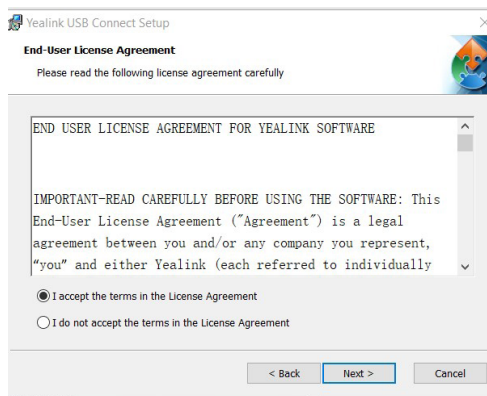 Yealink USB Connect Setup
End-User License Agreement
Please read the following license agreement carefully
END USER LICENSE AGREEMENT FOR YEALINK SOFTWARE
IMPORTANT-READ CAREFULLY BEFORE USING THE SOFTWARE: This
End-User License Agreement ("Agreement") is a legal
agreement between you and/or any company you represent,
“you” and either Yealink (each referred to individually
I accept the terms in the License Agreement
I do not accept the terms in the License Agreement
< Back Next > Cancel